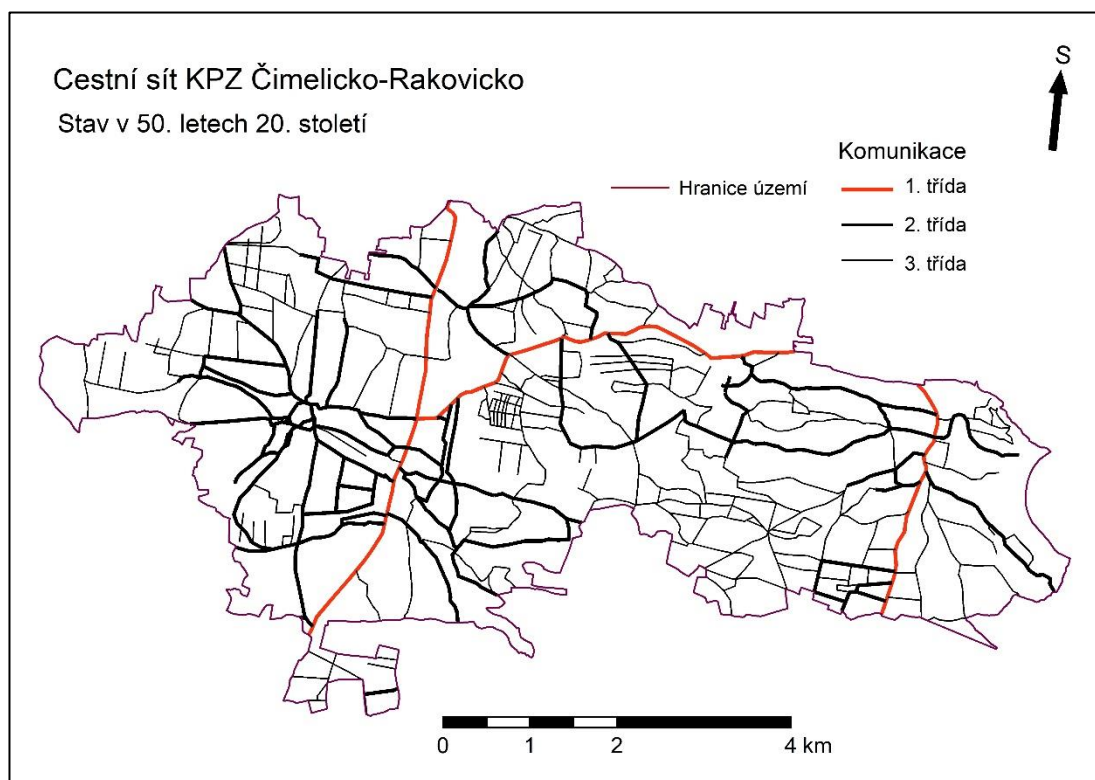 Cestní sít KPZ Čimelicko-Rakovicko
Stav v 50. letech 20. století
S
Komunikace
Hranice území
1. třída
2. třída
3. třída
0 1 2 4 km